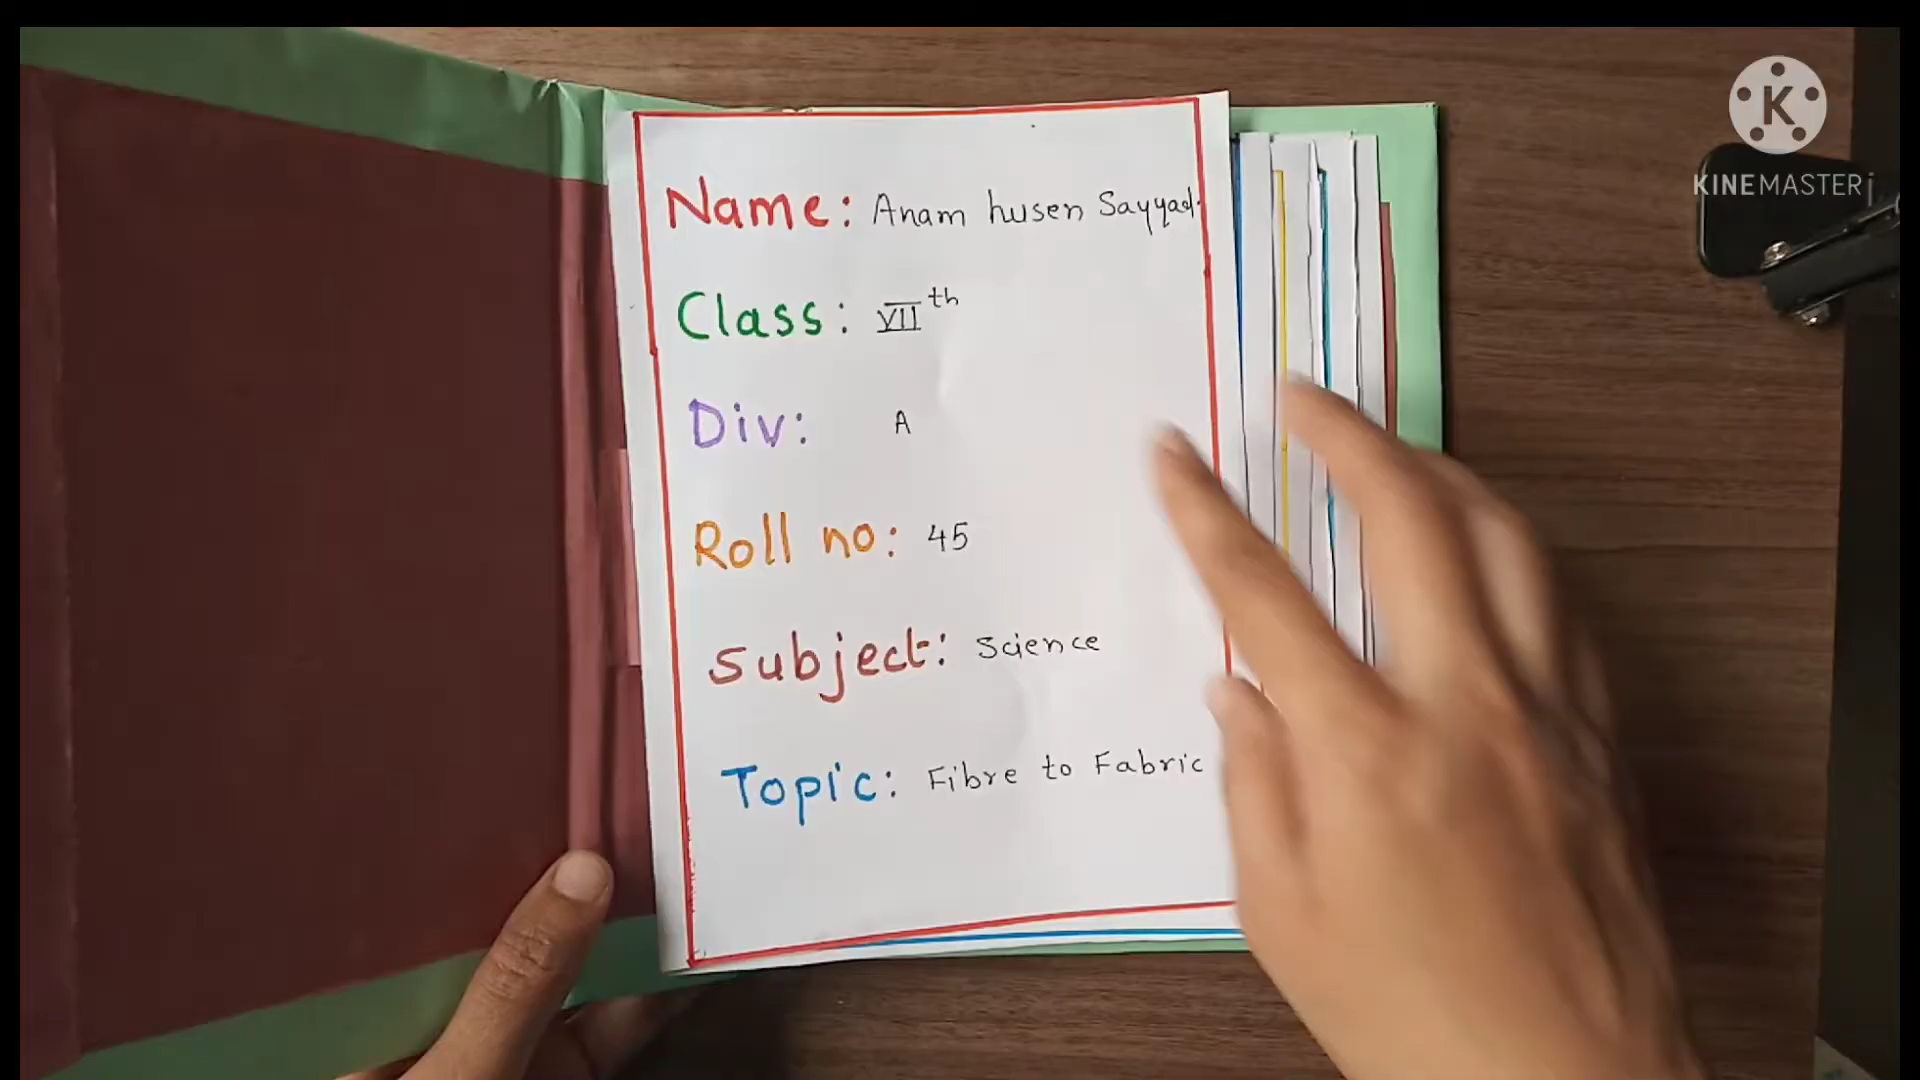 Name: Anam husen Sayyad.
Class: VII th
Div: A
Roll no: 45
Subject: Science
Topic: Fibre to Fabric
K
KINEMASTER